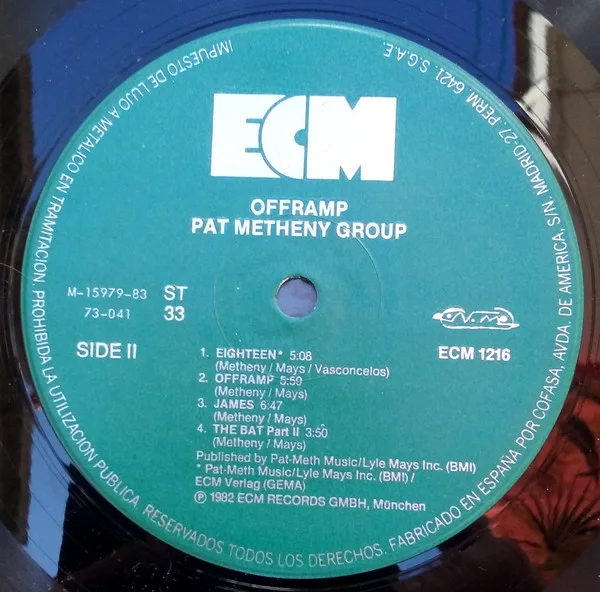 ECM
OFFRAMP
PAT METHENY GROUP
M-15979-83 ST
73-041 33
SIDE II
ECM 1216
1. EIGHTEEN* 5:08
(Metheny / Mays / Vasconcelos)
2. OFFRAMP 5:59
(Metheny / Mays)
3. JAMES 6:47
(Metheny / Mays)
4. THE BAT Part II 3:50
(Metheny / Mays)
Published by Pat-Meth Music/Lyle Mays Inc. (BMI)
* Pat-Meth Music/Lyle Mays Inc. (BMI) /
ECM Verlag (GEMA)
Ⓟ 1982 ECM RECORDS GMBH, München
IMPUESTO DE LUJO A METALICO EN TRAMITACION. PROHIBIDA LA UTILIZACION PUBLICA. RESERVADOS TODOS LOS DERECHOS. FABRICADO EN ESPAÑA POR COFASA, AVDA. DE AMERICA, S/N. MADRID-27. PERM. 6421 S.G.A.E.